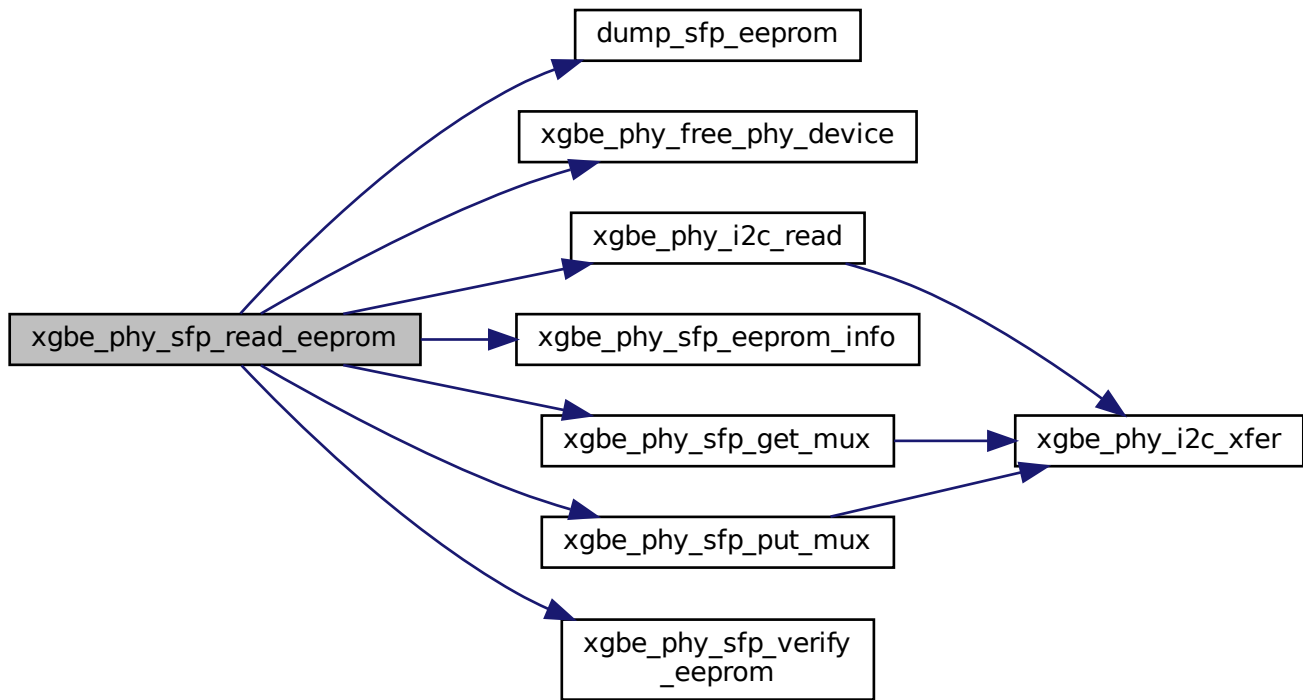 dump_sfp_eeprom
xgbe_phy_free_phy_device
xgbe_phy_i2c_read
xgbe_phy_sfp_read_eeprom
xgbe_phy_sfp_eeprom_info
xgbe_phy_sfp_get_mux
xgbe_phy_i2c_xfer
xgbe_phy_sfp_put_mux
xgbe_phy_sfp_verify
_eeprom